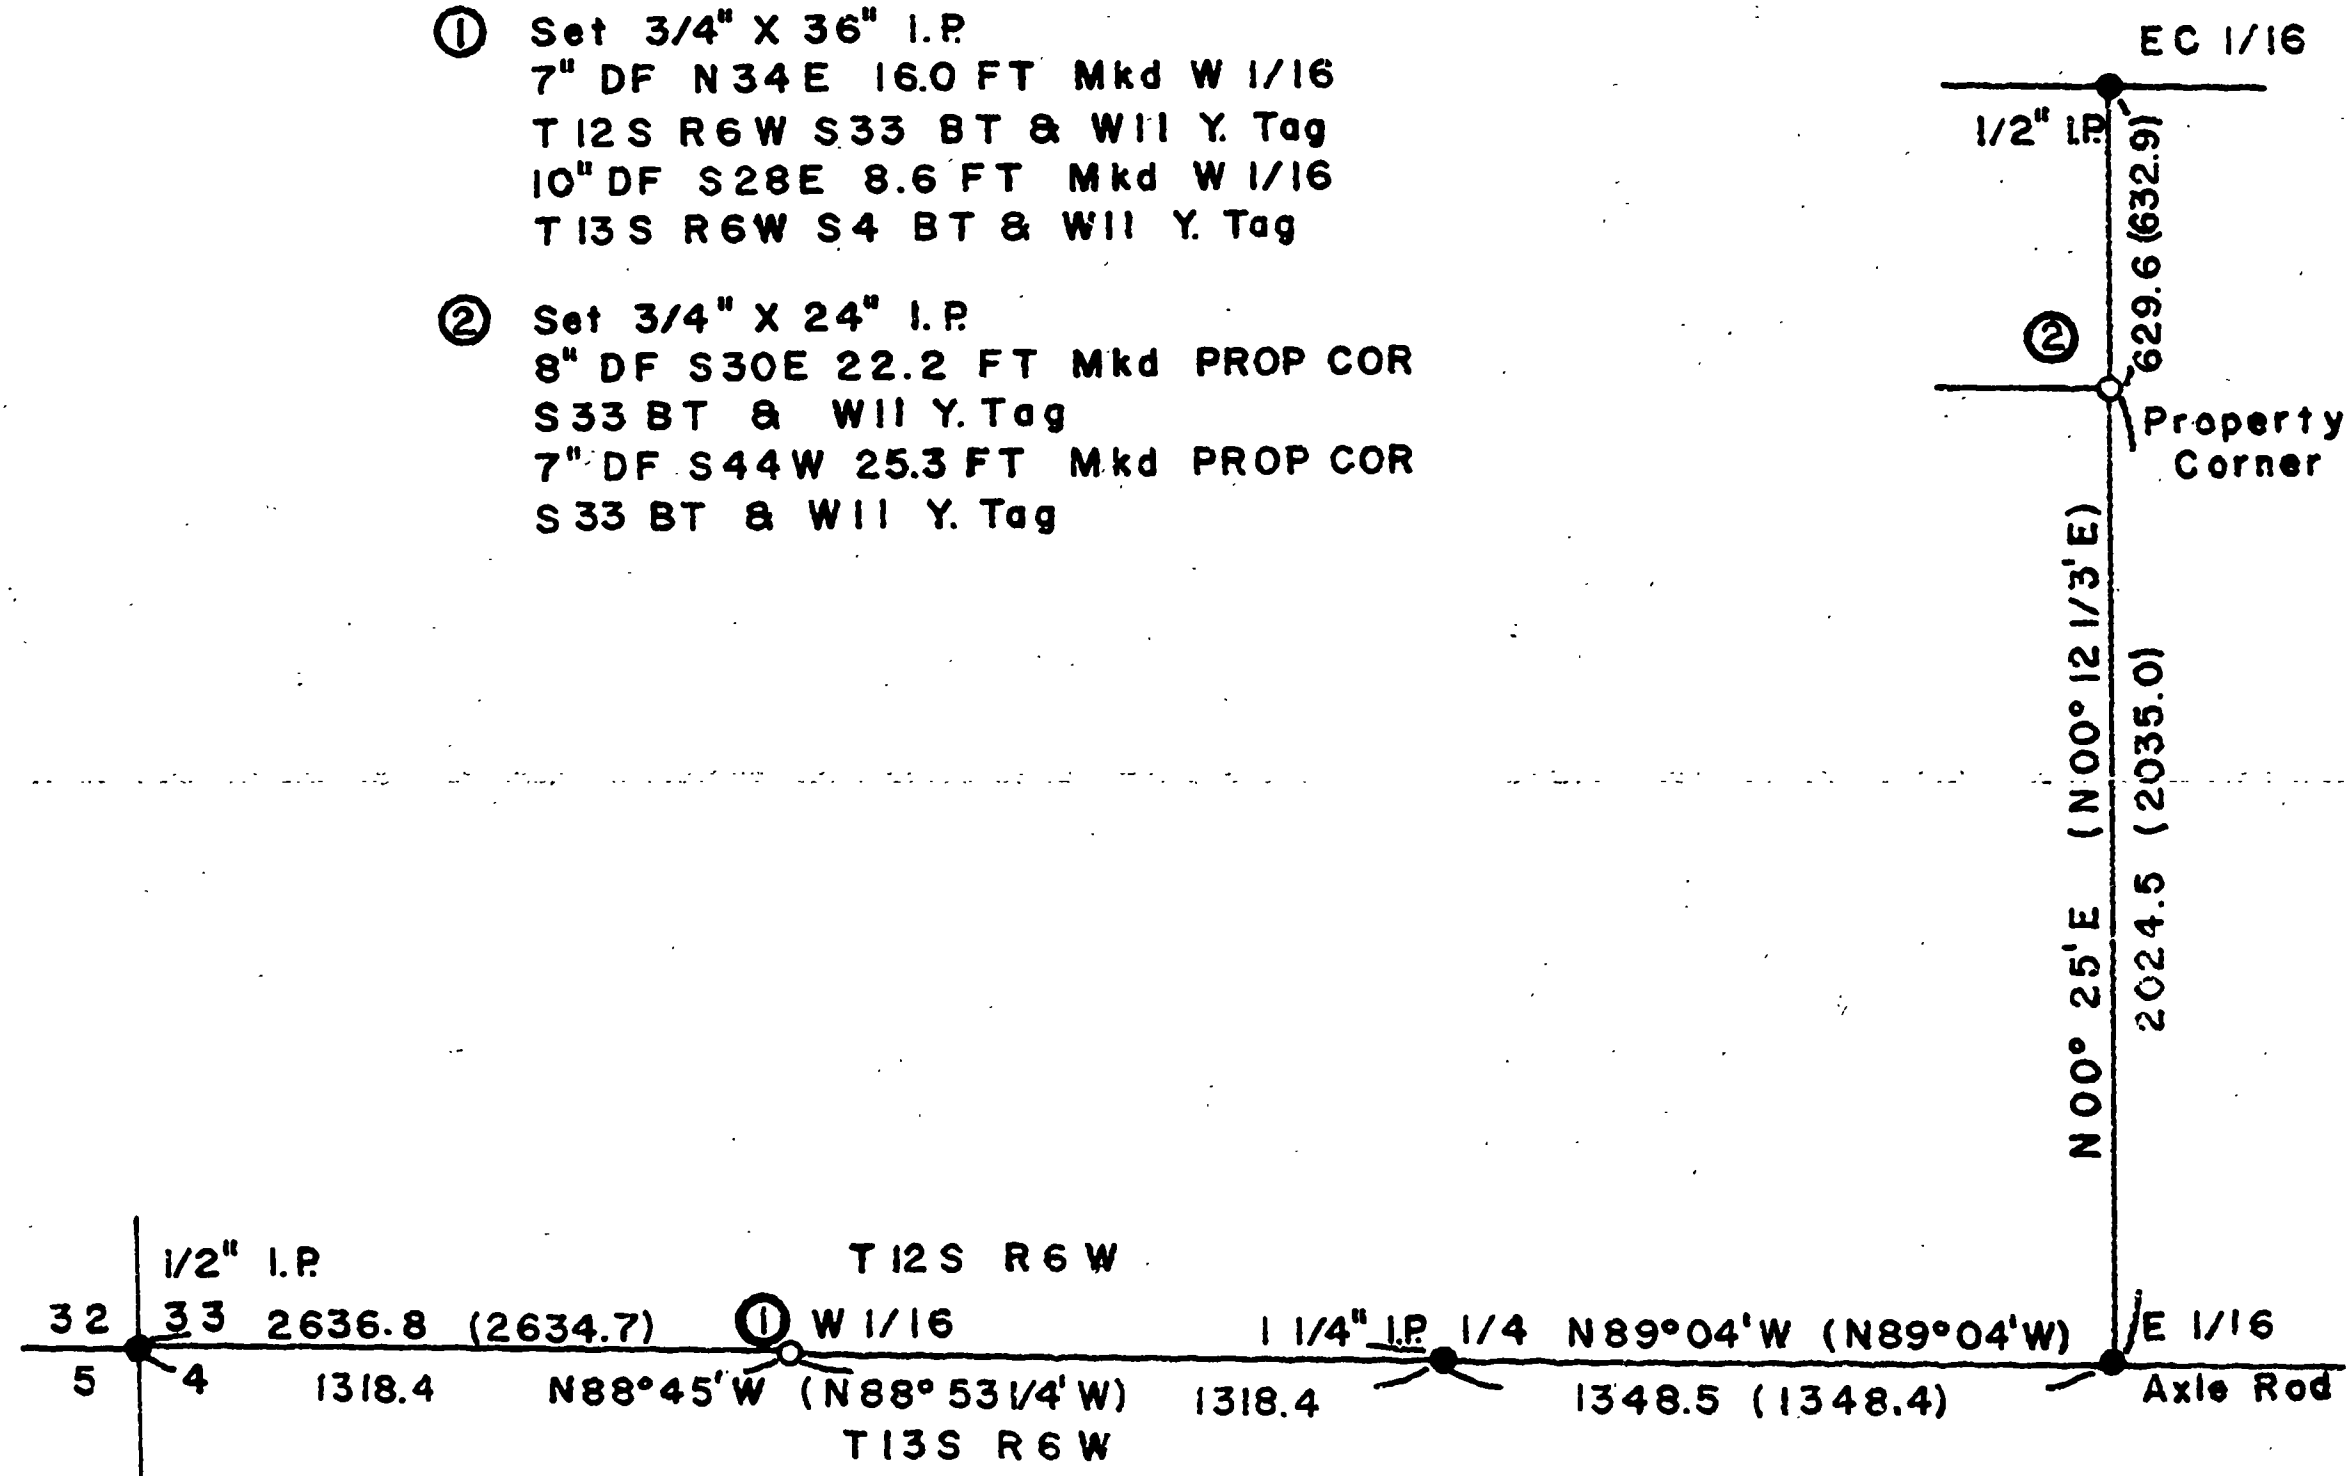 ① Set 3/4" X 36" I.P.
7" DF N34E 16.0 FT Mkd W 1/16
T12S R6W S33 BT & W11 Y. Tag
10" DF S28E 8.6 FT Mkd W 1/16
T13S R6W S4 BT & W11 Y. Tag
② Set 3/4" X 24" I.P.
8" DF S30E 22.2 FT Mkd PROP COR
S33 BT & W11 Y. Tag
7" DF S44W 25.3 FT Mkd PROP COR
S33 BT & W11 Y. Tag
EC 1/16
1/2" I.P.
629.6 (632.9)
②
Property
Corner
N00° 25'E (N00° 12 1/3'E)
2024.5 (2035.0)
1/2" I.P.
T12S R6W
32 33 2636.8 (2634.7) ① W 1/16 1 1/4" I.P. 1/4 N89°04'W (N89°04'W) E 1/16
5 4 1318.4 N88°45'W (N88°53 1/4'W) 1318.4 1348.5 (1348.4) Axle Rod
T13S R6W